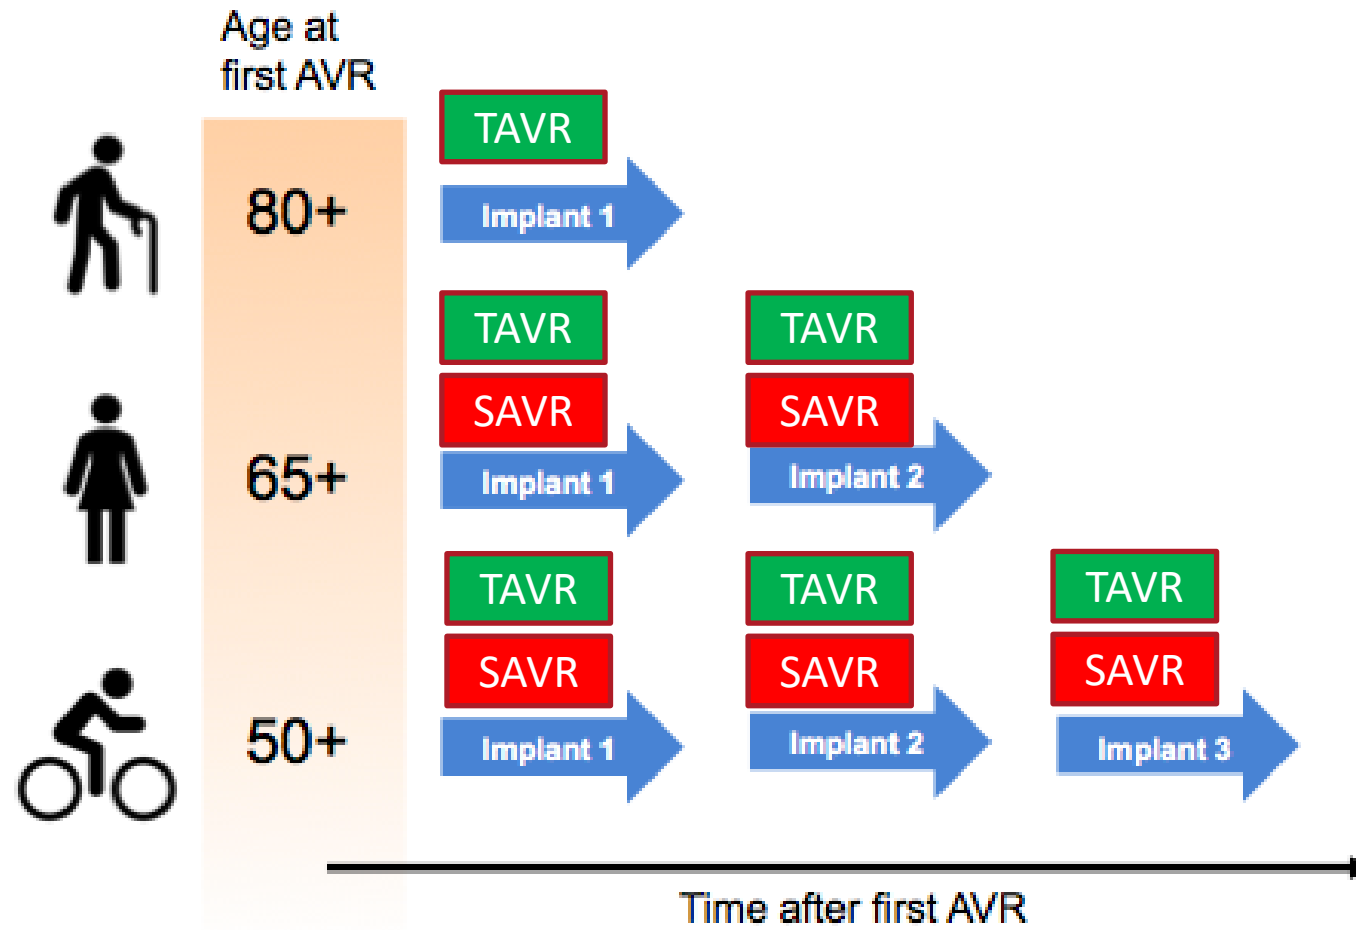 Age at
first AVR
TAVR
80+
Implant 1
TAVR
TAVR
SAVR
SAVR
65+
Implant 1
Implant 2
TAVR
TAVR
TAVR
SAVR
SAVR
SAVR
50+
Implant 1
Implant 2
Implant 3
Time after first AVR